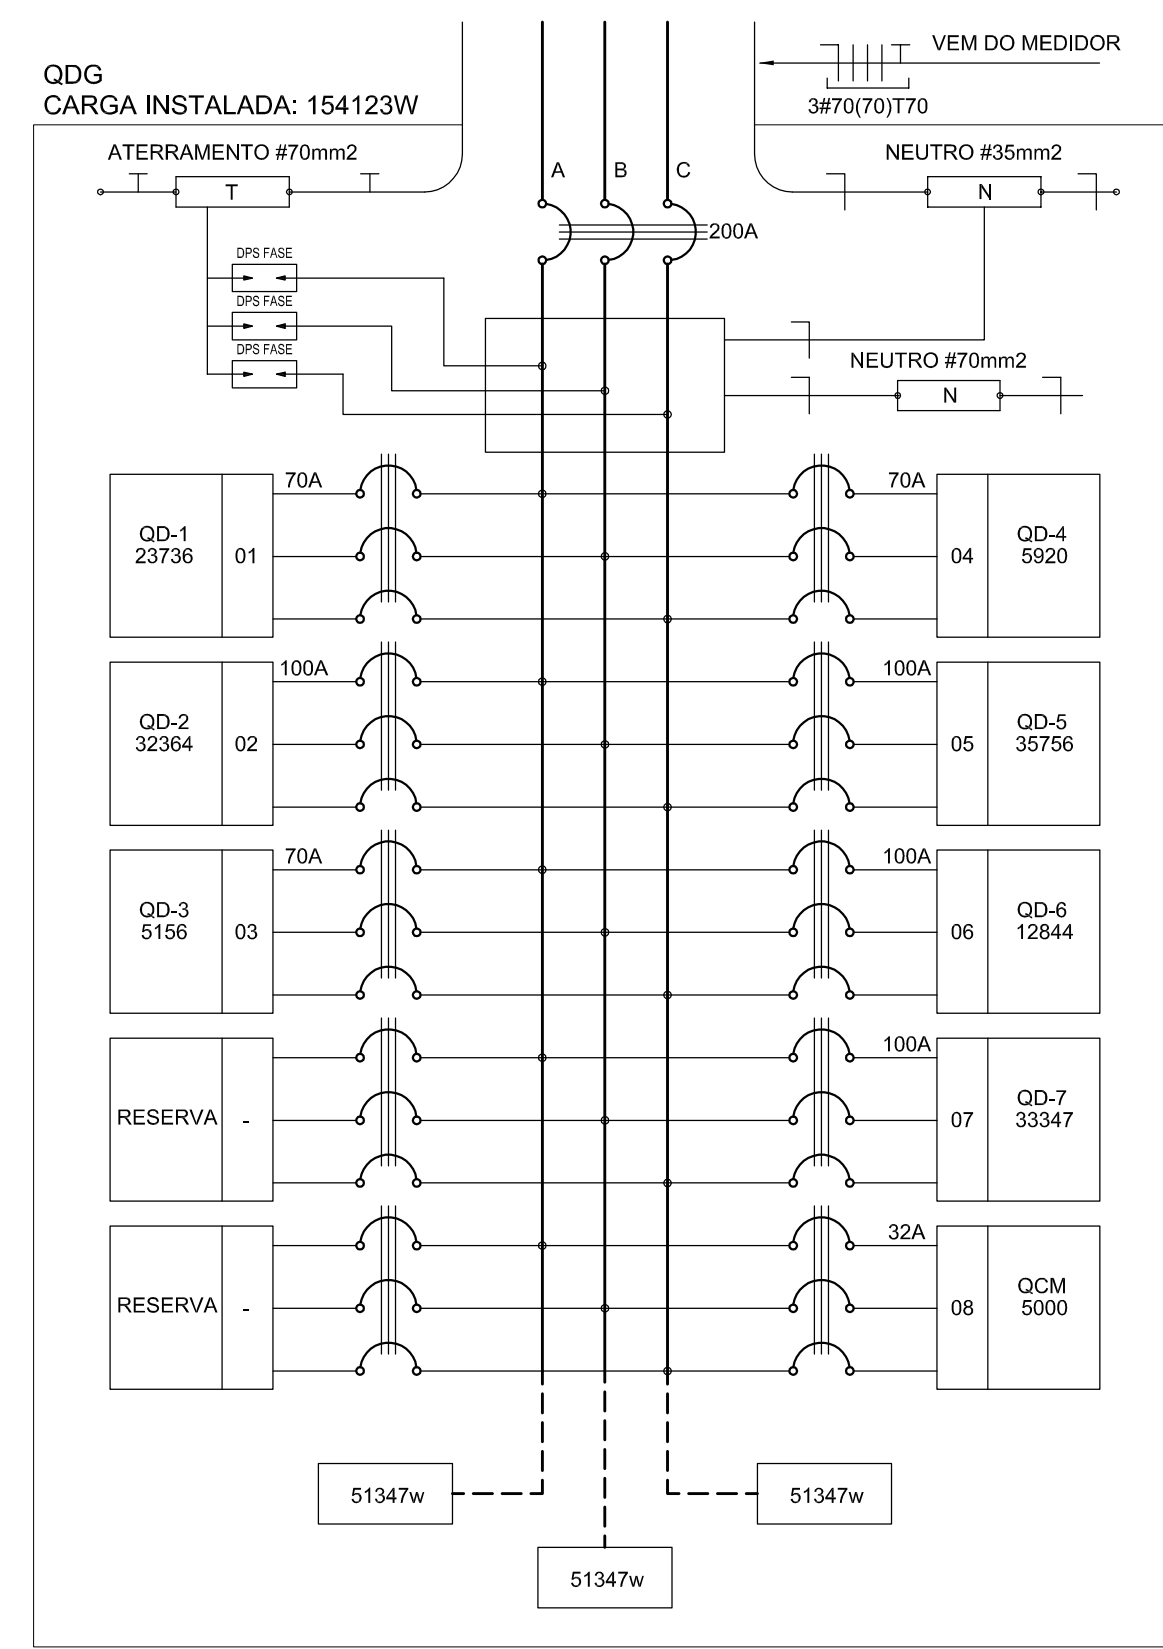 QDG
CARGA INSTALADA: 154123W
VEM DO MEDIDOR
3#70(70)T70
ATERRAMENTO #70mm2
T
A
B
C
200A
NEUTRO #35mm2
N
DPS FASE
DPS FASE
DPS FASE
NEUTRO #70mm2
N
70A
QD-1
23736
01
70A
04
QD-4
5920
100A
QD-2
32364
02
100A
05
QD-5
35756
70A
QD-3
5156
03
100A
06
QD-6
12844
RESERVA
-
100A
07
QD-7
33347
RESERVA
-
32A
08
QCM
5000
51347w
51347w
51347w